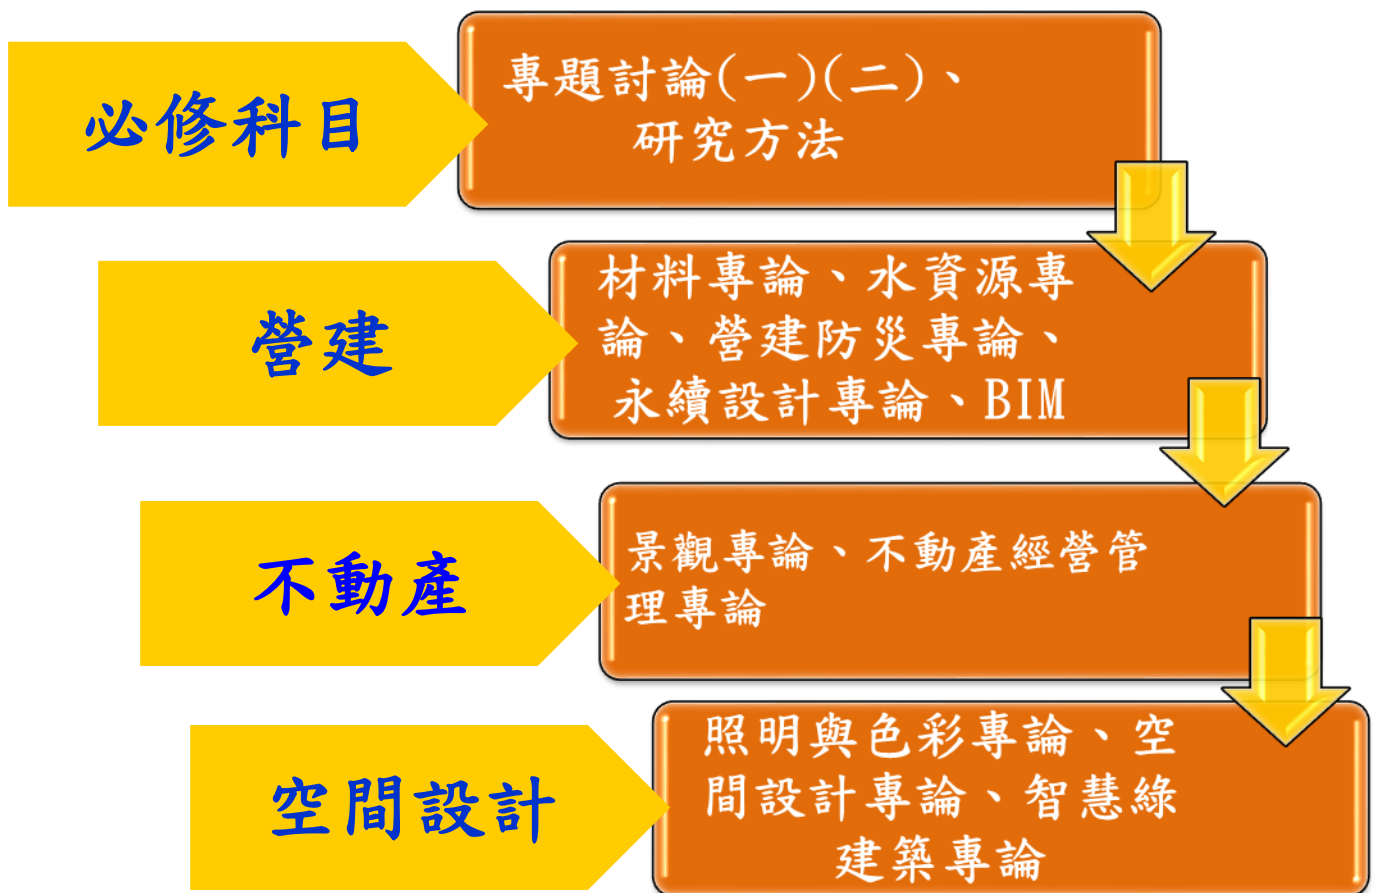 必修科目
專題討論(一)(二)、
研究方法
營建
材料專論、水資源專
論、營建防災專論、
永續設計專論、BIM
不動產
景觀專論、不動產經營管
理專論
空間設計
照明與色彩專論、空
間設計專論、智慧綠
建築專論